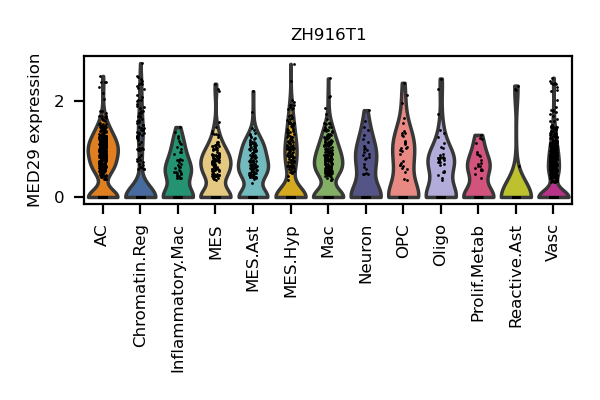 ZH916T1
MED29 expression
2
0
AC
Chromatin.Reg
Inflammatory.Mac
MES
MES.Ast
MES.Hyp
Mac
Neuron
OPC
Oligo
Prolif.Metab
Reactive.Ast
Vasc